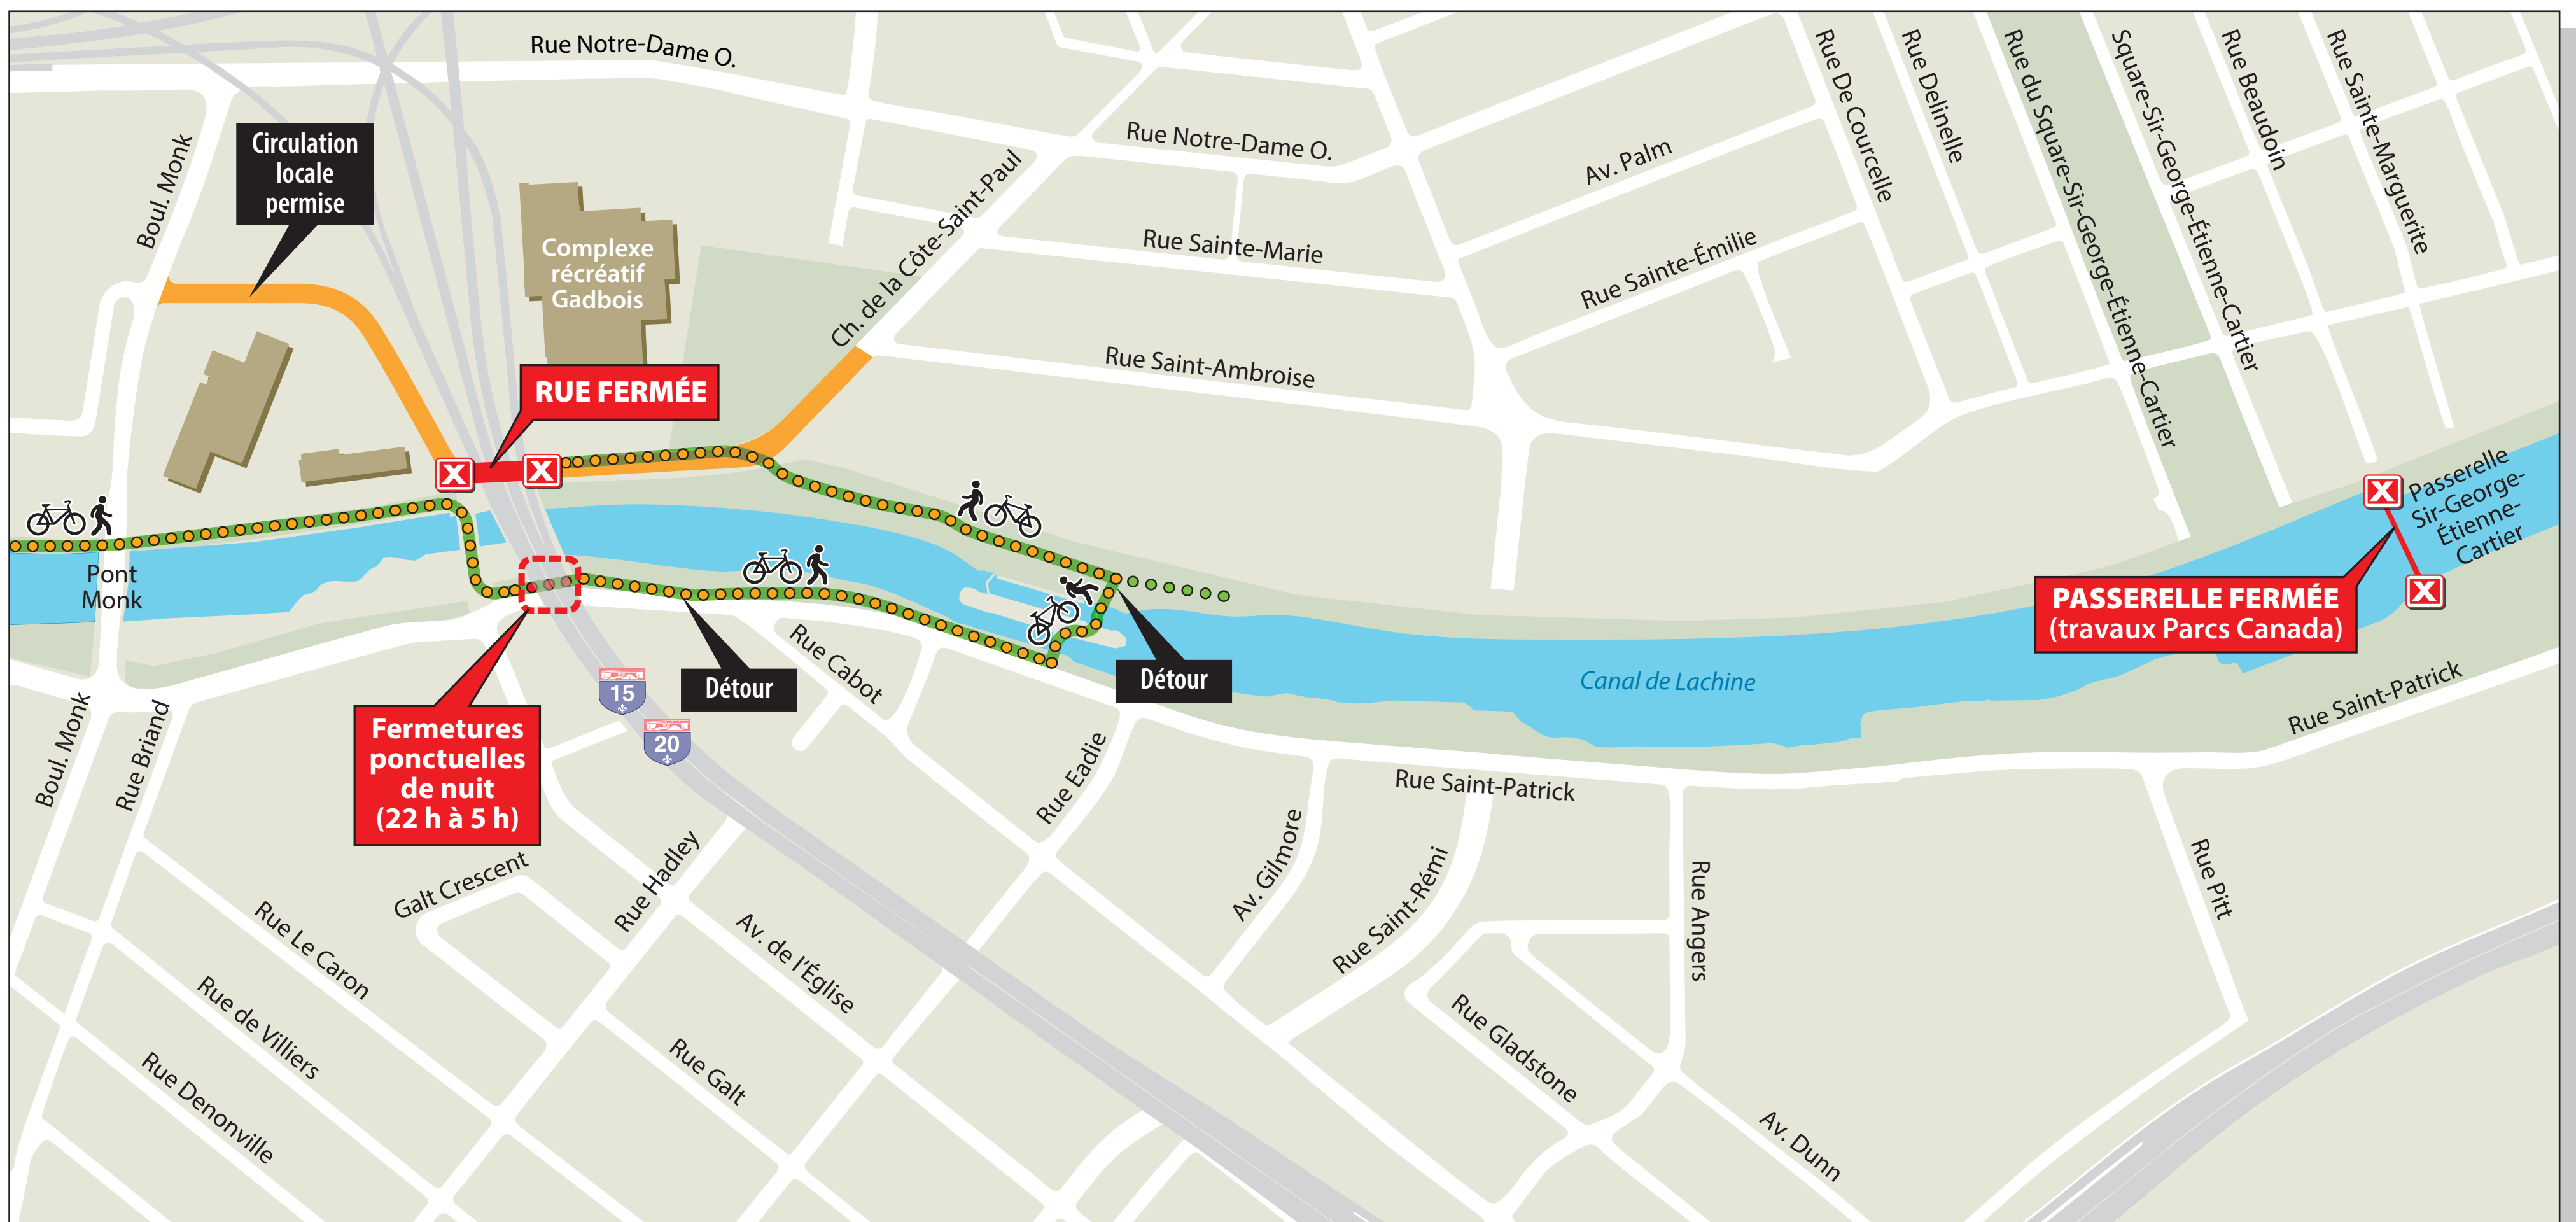 Rue Notre-Dame O.
Boul. Monk
Circulation
locale
permise
Complexe
récréatif
Gadbois
Ch. de la Côte-Saint-Paul
Rue Notre-Dame O.
Rue Sainte-Marie
Rue Saint-Ambroise
Av. Palm
Rue Sainte-Émilie
Rue De Courcelle
Rue Delinelle
Rue du Square-Sir-George-Étienne-Cartier
Square-Sir-George-Étienne-Cartier
Rue Beaudoin
Rue Sainte-Marguerite
RUE FERMÉE
X
X
Pont
Monk
X
Passerelle
Sir-George-
Étienne-
Cartier
X
PASSERELLE FERMÉE
(travaux Parcs Canada)
Canal de Lachine
Détour
Détour
15
20
Fermetures
ponctuelles
de nuit
(22 h à 5 h)
Boul. Monk
Rue Briand
Rue Cabot
Rue Eadie
Rue Saint-Patrick
Rue Saint-Patrick
Av. Gilmore
Rue Saint-Rémi
Rue Angers
Rue Pitt
Galt Crescent
Rue Hadley
Rue Le Caron
Rue de Villiers
Rue Denonville
Av. de l'Église
Rue Galt
Rue Gladstone
Av. Dunn